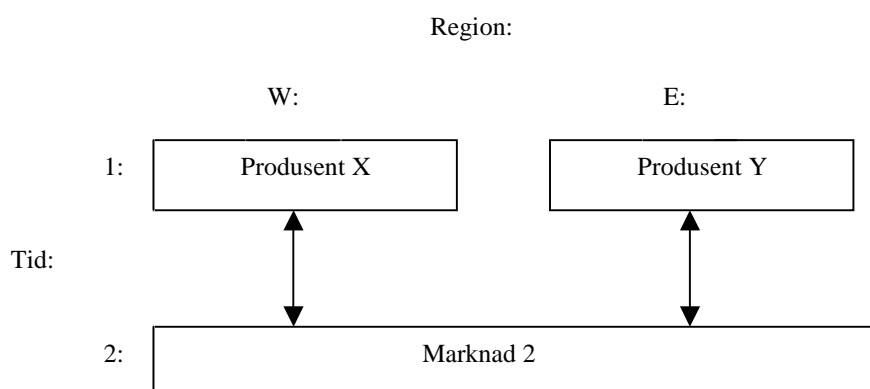 Region:
W: E:
1: Produsent X Produsent Y
Tid:
2: Marknad 2